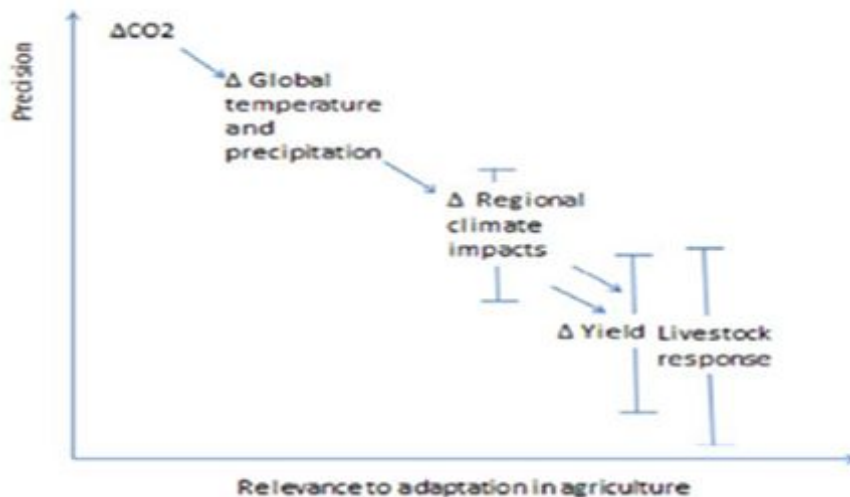 Precision
ΔCO2
Δ Global
temperature
and
precipitation
Δ Regional
climate
impacts
Δ Yield
Livestock
response
Relevance to adaptation in agriculture